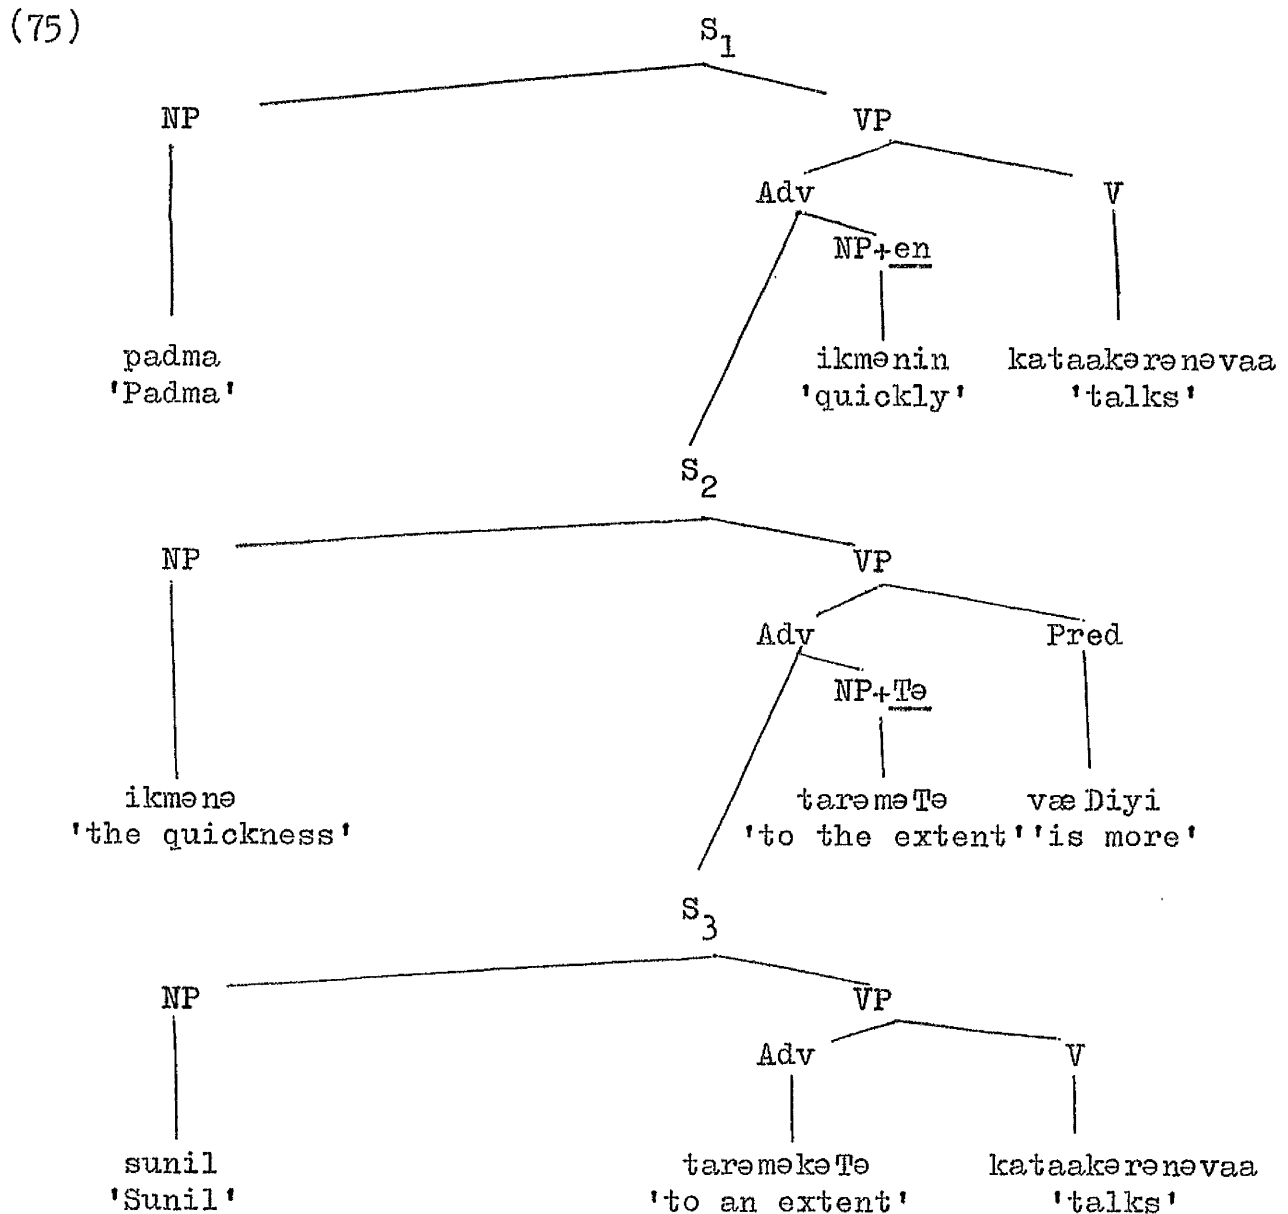 (75)
S1
NP VP
Adv V
NP+en
padma ikmənin kataakərənəvaa
'Padma' 'quickly' 'talks'
S2
NP VP
Adv Pred
NP+Tə
ikmənə tarəməTə væDiyi
'the quickness' 'to the extent' 'is more'
S3
NP VP
Adv V
sunil tarəməkəTə kataakərənəvaa
'Sunil' 'to an extent' 'talks'